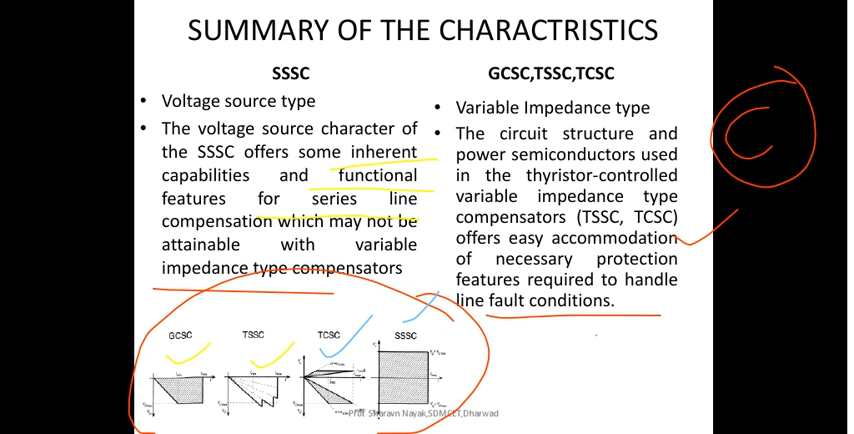 SUMMARY OF THE CHARACTRISTICS
SSSC
• Voltage source type
• The voltage source character of
the SSSC offers some inherent
capabilities and functional
features for series line
compensation which may not be
attainable with variable
impedance type compensators
GCSC,TSSC,TCSC
• Variable Impedance type
• The circuit structure and
power semiconductors used
in the thyristor-controlled
variable impedance type
compensators (TSSC, TCSC)
offers easy accommodation
of necessary protection
features required to handle
line fault conditions.
GCSC TSSC TCSC SSSC
Prof Sharavn Nayak,SDMCET,Dharwad